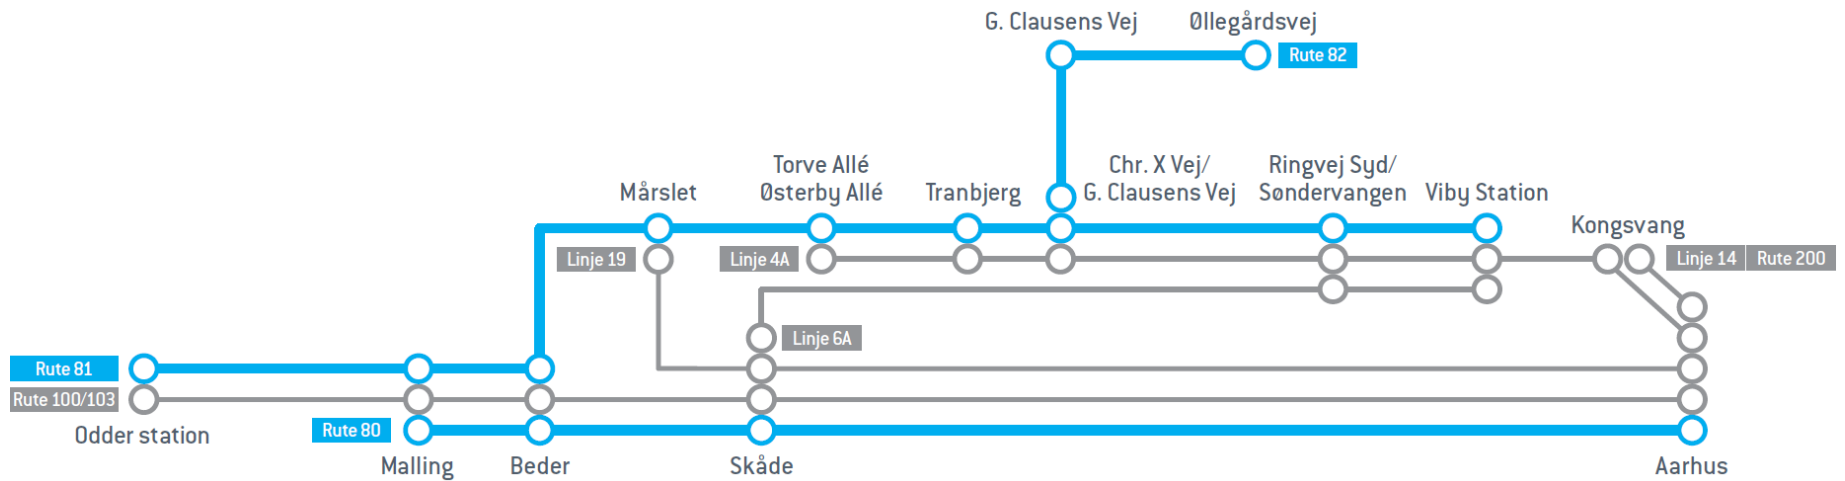 G. Clausens Vej
Øllegårdsvej
Rute 82
Mårslet
Torve Allé
Østerby Allé
Tranbjerg
Chr. X Vej/
G. Clausens Vej
Ringvej Syd/
Søndervangen
Viby Station
Kongsvang
Linje 19
Linje 4A
Linje 14
Rute 200
Linje 6A
Rute 81
Rute 100/103
Odder station
Rute 80
Malling
Beder
Skåde
Aarhus